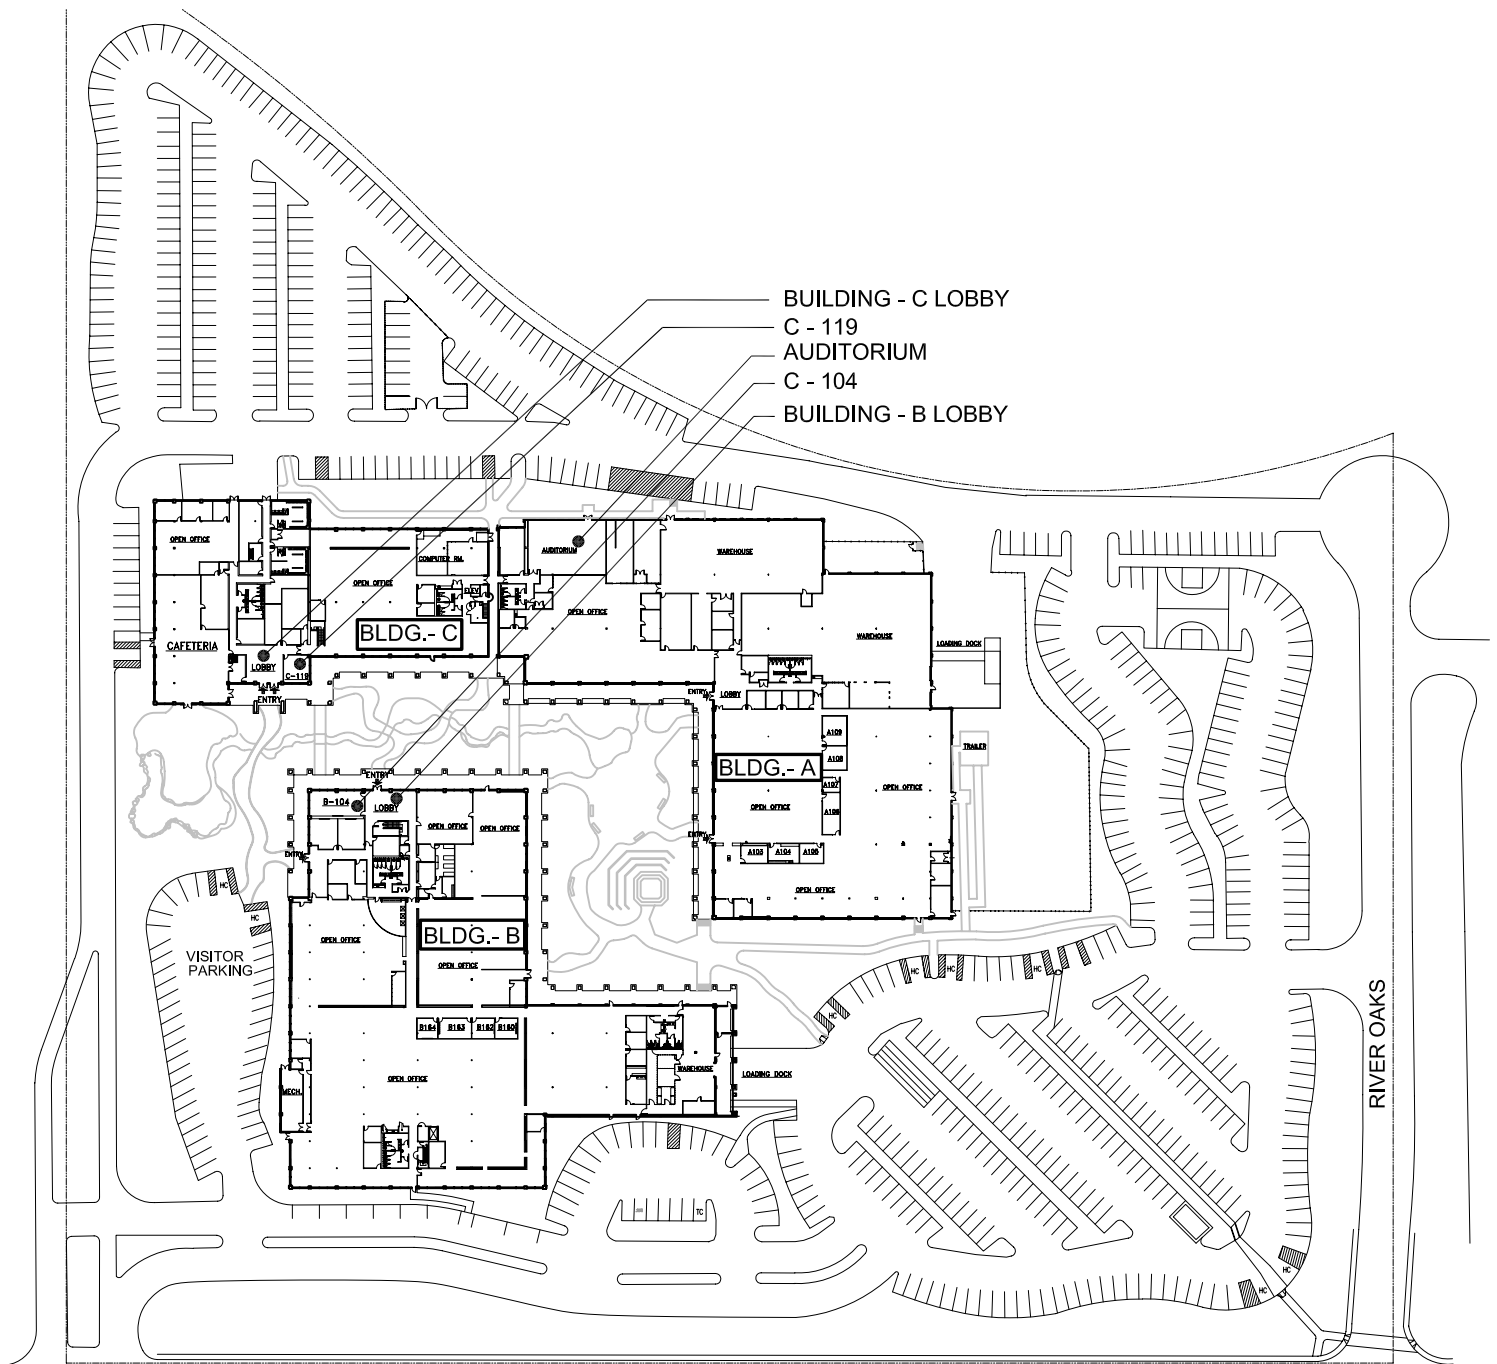 BUILDING - C LOBBY
C - 119
AUDITORIUM
C - 104
BUILDING - B LOBBY
OPEN OFFICE
COMPUTER RM.
OPEN OFFICE
ELEV.
BLDG.- C
CAFETERIA
LOBBY
C-119
ENTRY
AUDITORIUM
WAREHOUSE
OPEN OFFICE
WAREHOUSE
LOADING DOCK
ENTRY
LOBBY
A109
A108
TRAILER
BLDG.- A
A107
OPEN OFFICE
OPEN OFFICE
A106
ENTRY
A103
A104
A105
OPEN OFFICE
ENTRY
B-104
LOBBY
OPEN OFFICE
OPEN OFFICE
ENTRY
HC
HC
BLDG.- B
OPEN OFFICE
VISITOR
PARKING
OPEN OFFICE
HC
HC
HC
HC
B164
B163
B162
B160
RIVER OAKS
OPEN OFFICE
WAREHOUSE
LOADING DOCK
MECH.
TC
HC
HC